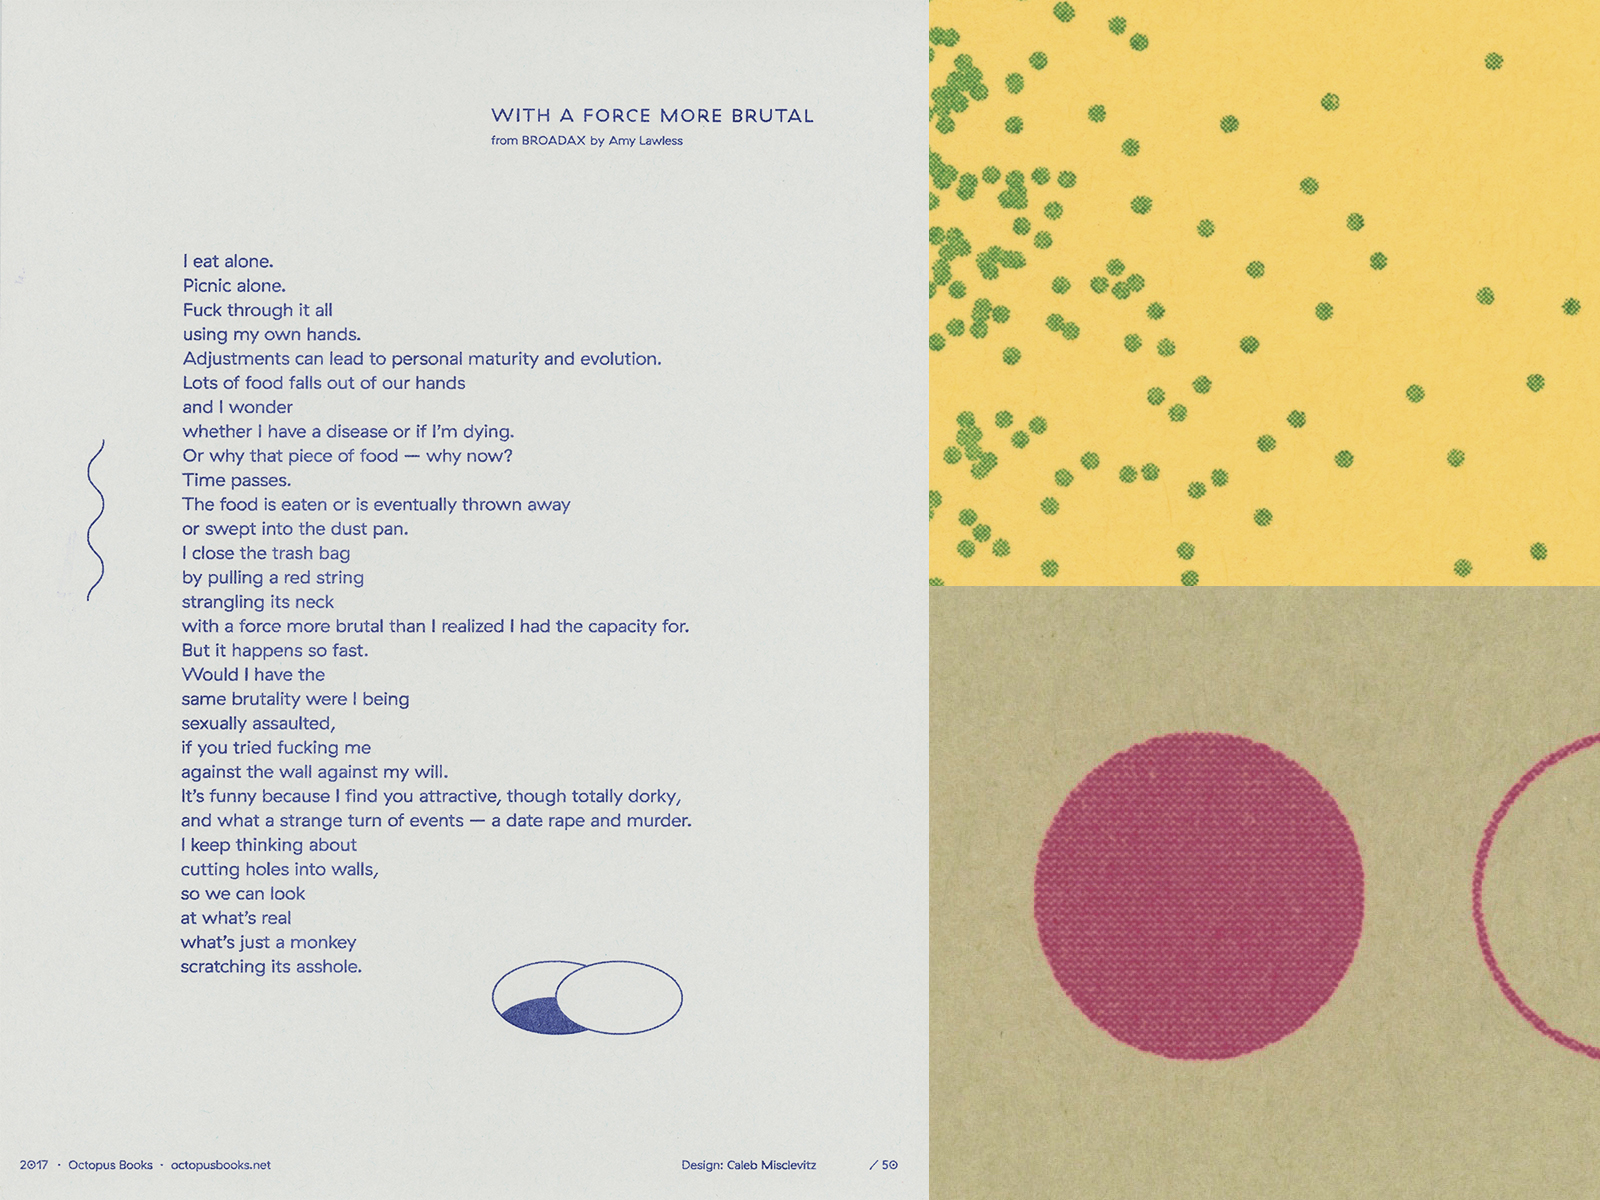 WITH A FORCE MORE BRUTAL
from BROADAX by Amy Lawless
I eat alone.
Picnic alone.
Fuck through it all
using my own hands.
Adjustments can lead to personal maturity and evolution.
Lots of food falls out of our hands
and I wonder
whether I have a disease or if I'm dying.
Or why that piece of food — why now?
Time passes.
The food is eaten or is eventually thrown away
or swept into the dust pan.
I close the trash bag
by pulling a red string
strangling its neck
with a force more brutal than I realized I had the capacity for.
But it happens so fast.
Would I have the
same brutality were I being
sexually assaulted,
if you tried fucking me
against the wall against my will.
It's funny because I find you attractive, though totally dorky,
and what a strange turn of events — a date rape and murder.
I keep thinking about
cutting holes into walls,
so we can look
at what's real
what's just a monkey
scratching its asshole.
2017 · Octopus Books · octopusbooks.net
Design: Caleb Misclevitz
/ 50